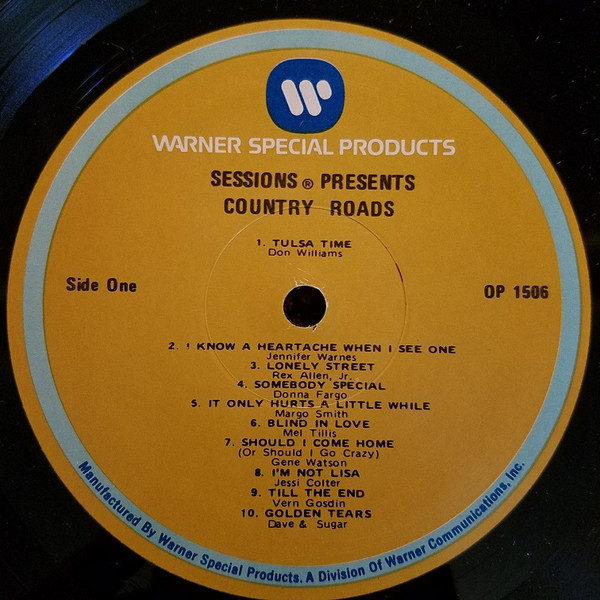 WARNER SPECIAL PRODUCTS
SESSIONS® PRESENTS
COUNTRY ROADS
1. TULSA TIME
Don Williams
Side One
OP 1506
2. I KNOW A HEARTACHE WHEN I SEE ONE
Jennifer Warnes
3. LONELY STREET
Rex Allen, Jr.
4. SOMEBODY SPECIAL
Donna Fargo
5. IT ONLY HURTS A LITTLE WHILE
Margo Smith
6. BLIND IN LOVE
Mel Tillis
7. SHOULD I COME HOME
(Or Should I Go Crazy)
Gene Watson
8. I'M NOT LISA
Jessi Colter
9. TILL THE END
Vern Gosdin
10. GOLDEN TEARS
Dave & Sugar
Manufactured By Warner Special Products. A Division Of Warner Communications, Inc.